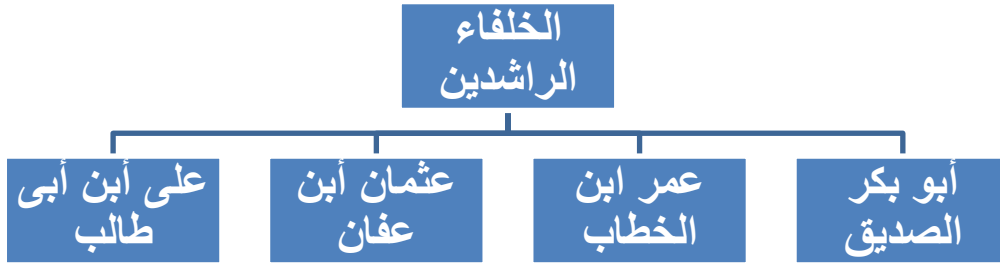 الخلفاء
الراشدين
أبو بكر
الصديق
عمر ابن
الخطاب
عثمان أبن
عفان
على أبن أبى
طالب